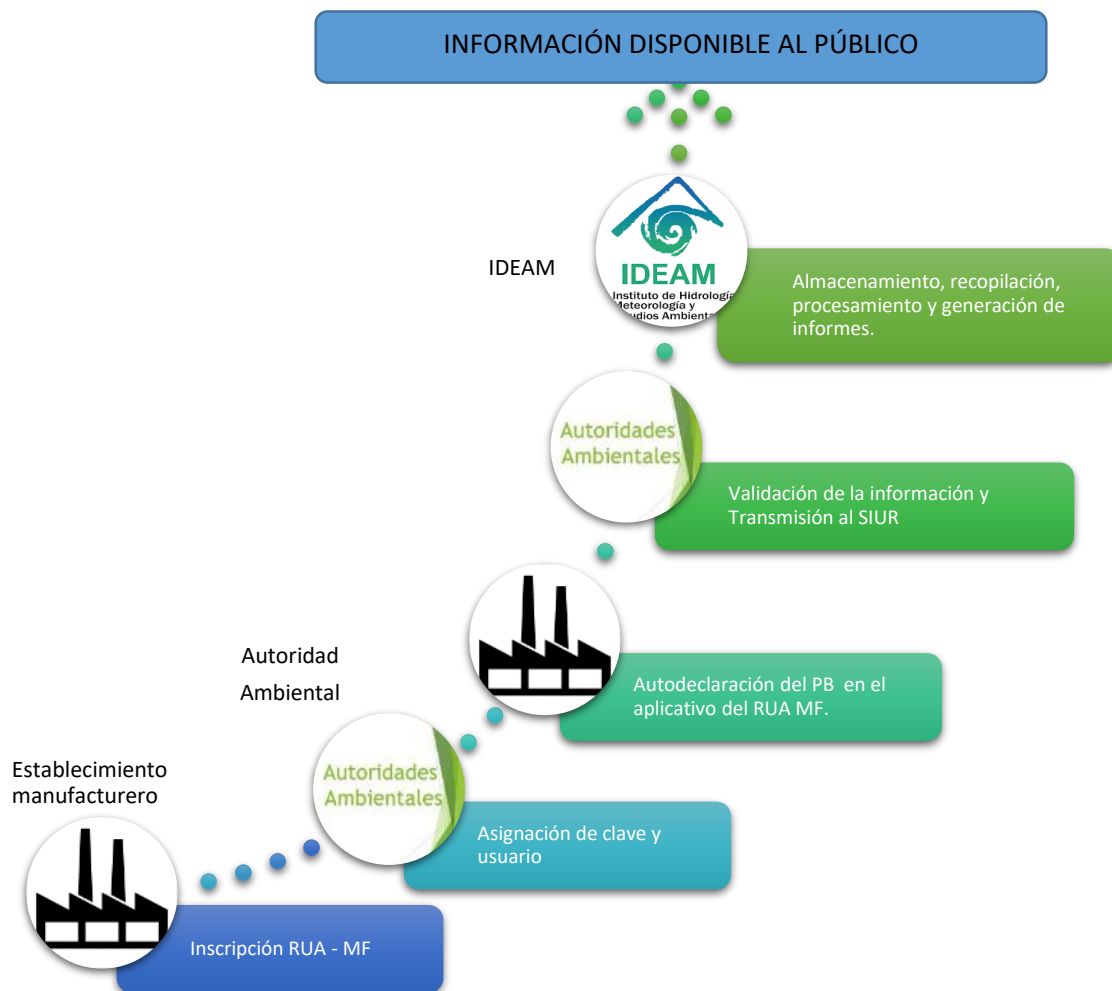 INFORMACIÓN DISPONIBLE AL PÚBLICO
IDEAM
IDEAM
Instituto de Hidrología
Meteorología y
Ambient
Almacenamiento, recopilación,
procesamiento y generación de
informes.
Autoridades
Ambientales
Validación de la información y
Transmisión al SIUR
Autoridad
Ambiental
Autodeclaración del PB en el
aplicativo del RUA MF.
Establecimiento
manufacturero
Autoridades
Ambientales
Asignación de clave y
usuario
Inscripción RUA - MF